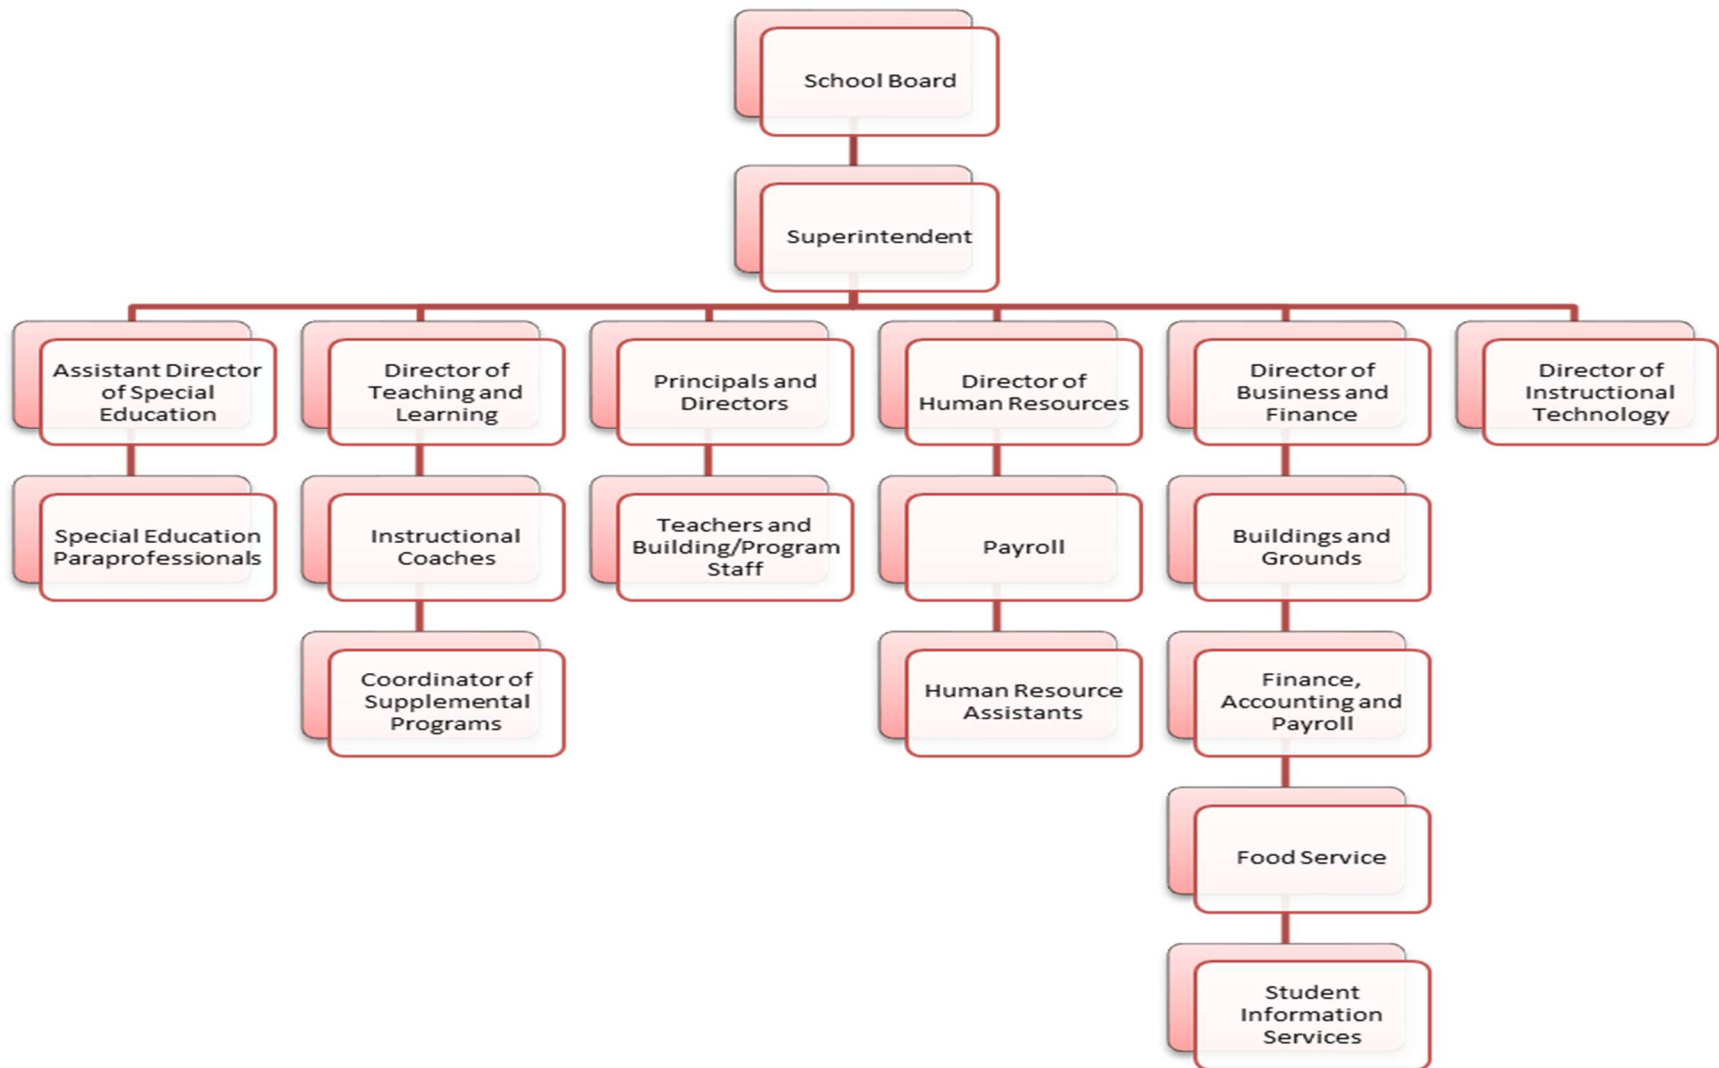 School Board
Superintendent
Assistant Director
of Special
Education
Director of
Teaching and
Learning
Principals and
Directors
Director of
Human Resources
Director of
Business and
Finance
Director of
Instructional
Technology
Special Education
Paraprofessionals
Instructional
Coaches
Teachers and
Building/Program
Staff
Payroll
Buildings and
Grounds
Coordinator of
Supplemental
Programs
Human Resource
Assistants
Finance,
Accounting and
Payroll
Food Service
Student
Information
Services